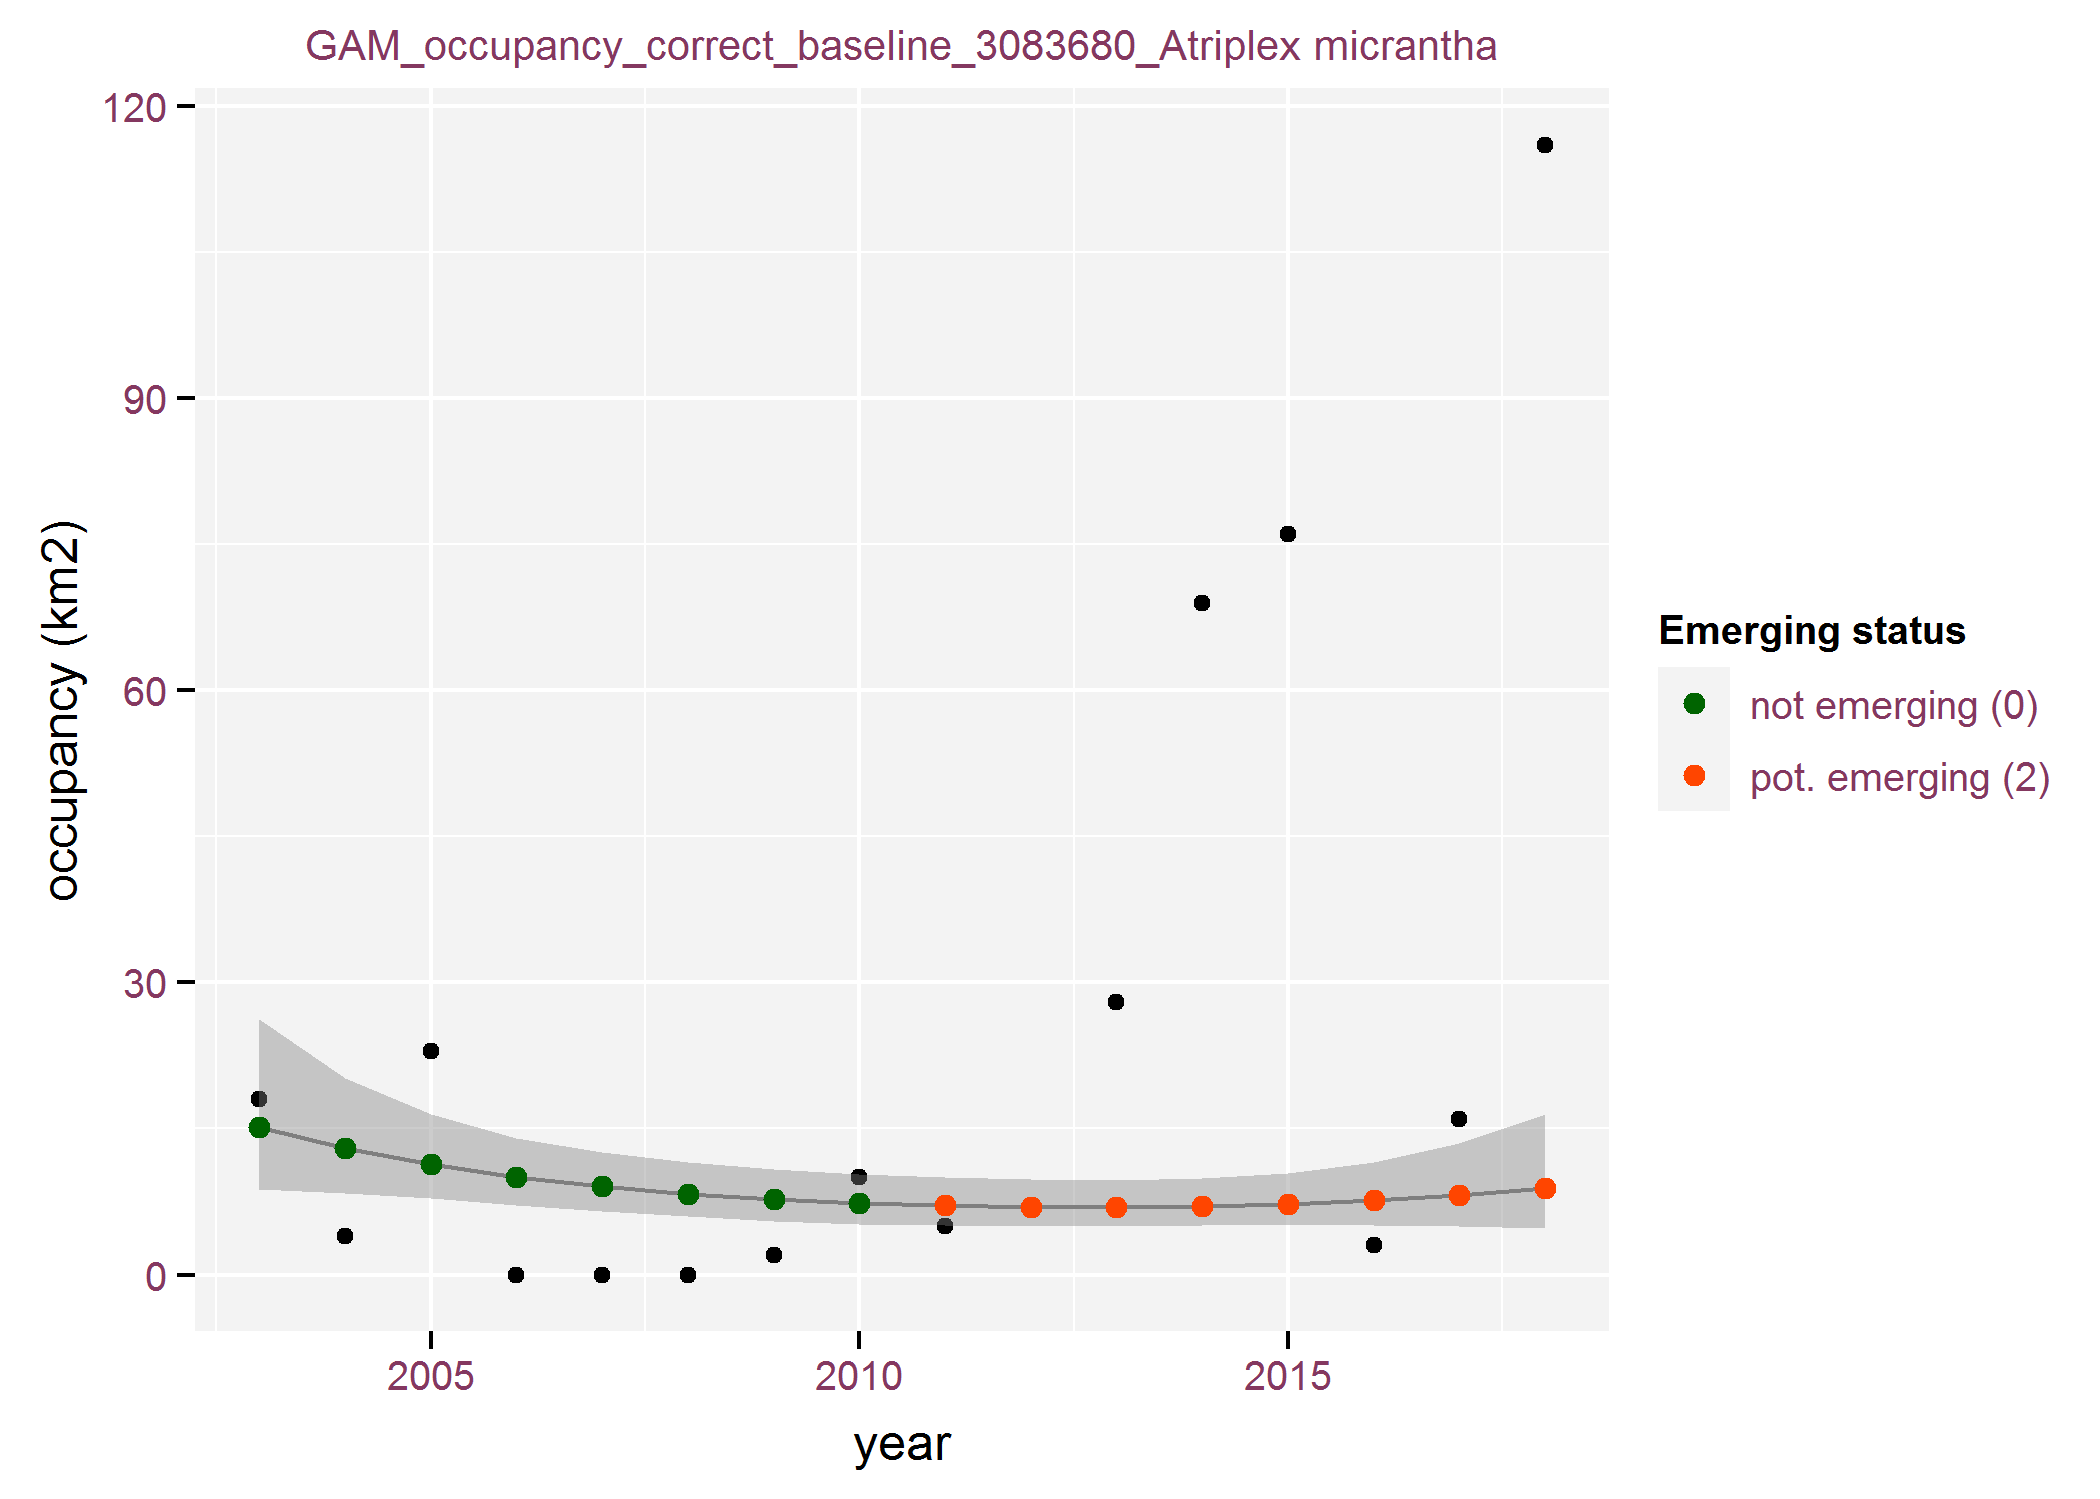 GAM_occupancy_correct_baseline_3083680_Atriplex micrantha
120
90
60
30
0
occupancy (km2)
2005
2010
2015
year
Emerging status
not emerging (0)
pot. emerging (2)